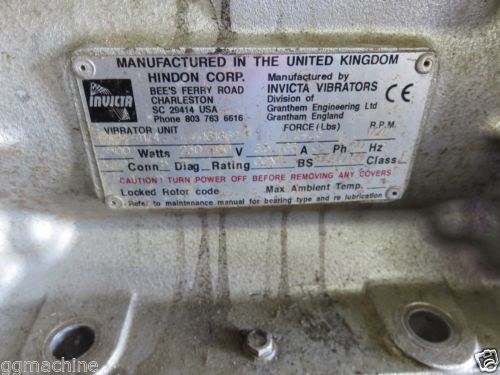 MANUFACTURED IN THE UNITED KINGDOM
HINDON CORP.
BEE'S FERRY ROAD
CHARLESTON
SC 29414 USA
Phone 803 763 6616
Manufactured by
INVICTA VIBRATORS
Division of
Grantham Engineering Ltd
Grantham England
CE
INVICTA
VIBRATOR UNIT FORCE (Lbs) R.P.M.
Watts V A Ph Hz
Conn. Diag. Rating BS Class
CAUTION! TURN POWER OFF BEFORE REMOVING ANY COVERS
Locked Rotor code Max Ambient Temp.
Refer to maintenance manual for bearing type and re lubrication
ggmachine